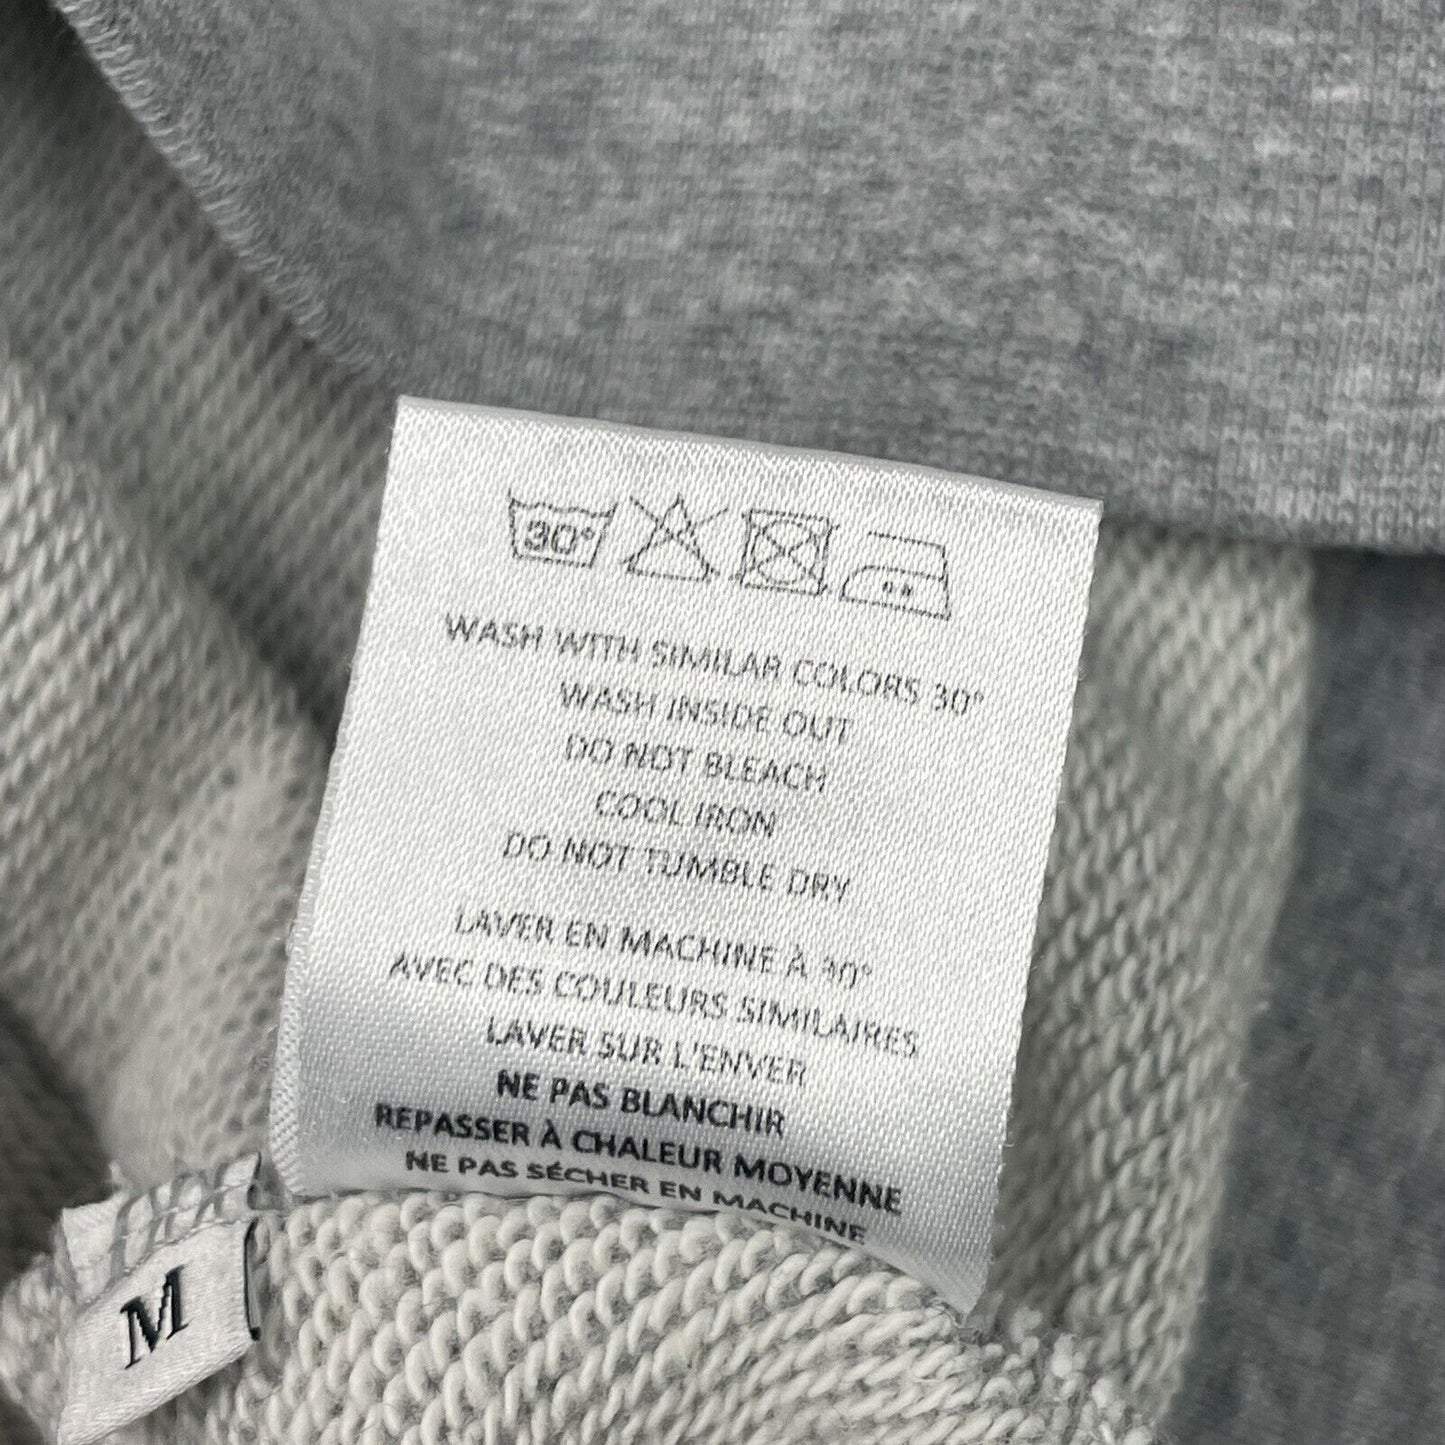 30°
WASH WITH SIMILAR COLORS 30°
WASH INSIDE OUT
DO NOT BLEACH
COOL IRON
DO NOT TUMBLE DRY
LAVER EN MACHINE À 30°
AVEC DES COULEURS SIMILAIRES
LAVER SUR L'ENVER
NE PAS BLANCHIR
REPASSER À CHALEUR MOYENNE
NE PAS SÉCHER EN MACHINE
M